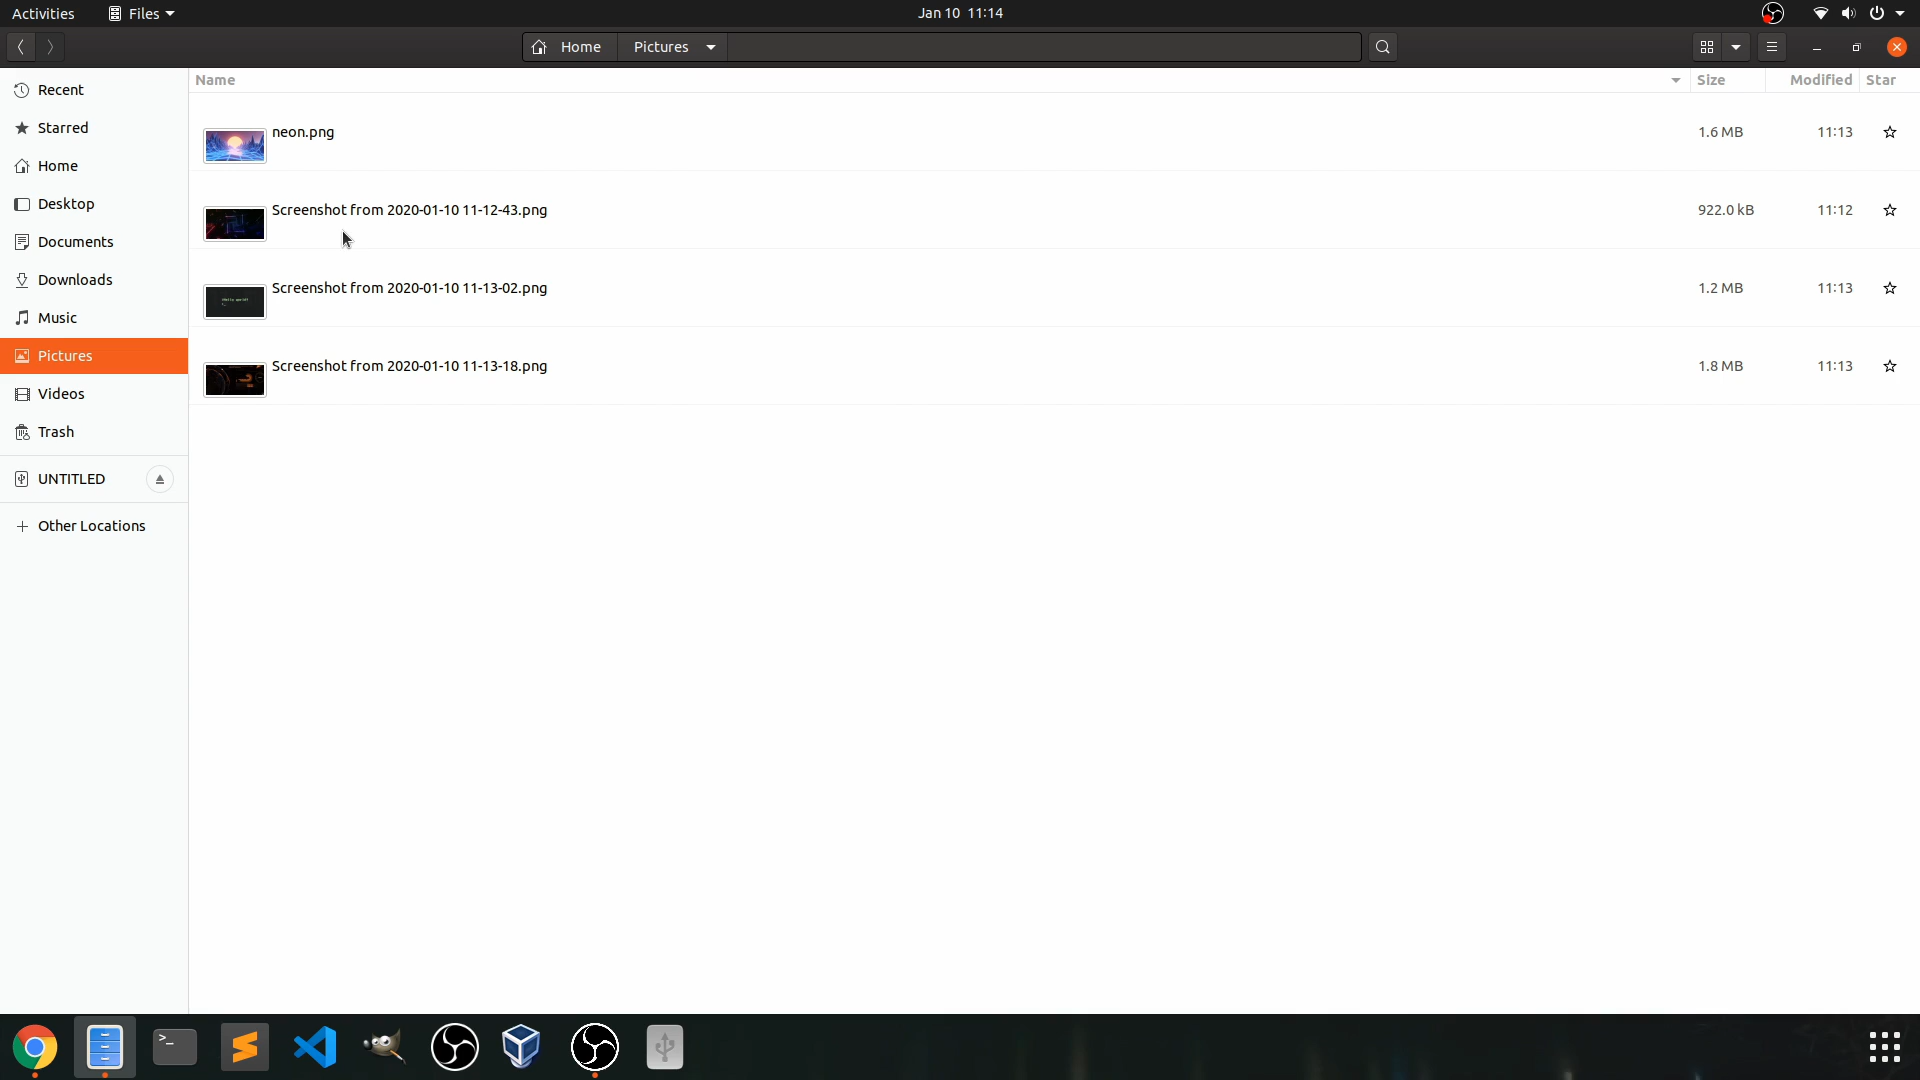 Activities Files Jan 10 11:14
Home Pictures
Name Size Modified Star
Recent
Starred
Home
Desktop
Documents
Downloads
Music
Pictures
Videos
Trash
UNTITLED
Other Locations
neon.png 1.6 MB 11:13
Screenshot from 2020-01-10 11-12-43.png 922.0 kB 11:12
Screenshot from 2020-01-10 11-13-02.png 1.2 MB 11:13
Screenshot from 2020-01-10 11-13-18.png 1.8 MB 11:13